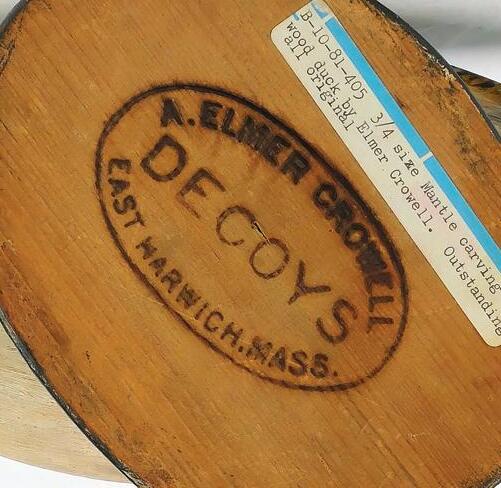 A. ELMER CROWELL
DECOYS
EAST HARWICH, MASS.
B-10-81-405 3/4 size Mantle carving
wood duck by Elmer Crowell. Outstanding
all original